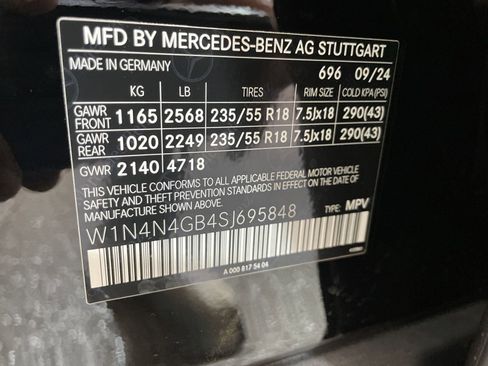 MFD BY MERCEDES-BENZ AG STUTTGART
MADE IN GERMANY
696 09/24
KG LB TIRES RIM SIZE COLD KPA (PSI)
GAWR FRONT 1165 2568 235/55 R18 7.5Jx18 290(43)
GAWR REAR 1020 2249 235/55 R18 7.5Jx18 290(43)
GVWR 2140 4718
THIS VEHICLE CONFORMS TO ALL APPLICABLE FEDERAL MOTOR VEHICLE
SAFETY AND THEFT PREVENTION STANDARDS IN EFFECT ON THE DATE OF
MANUFACTURE SHOWN ABOVE.
W1N4N4GB4SJ695848 TYPE: MPV
A 000 817 54 04